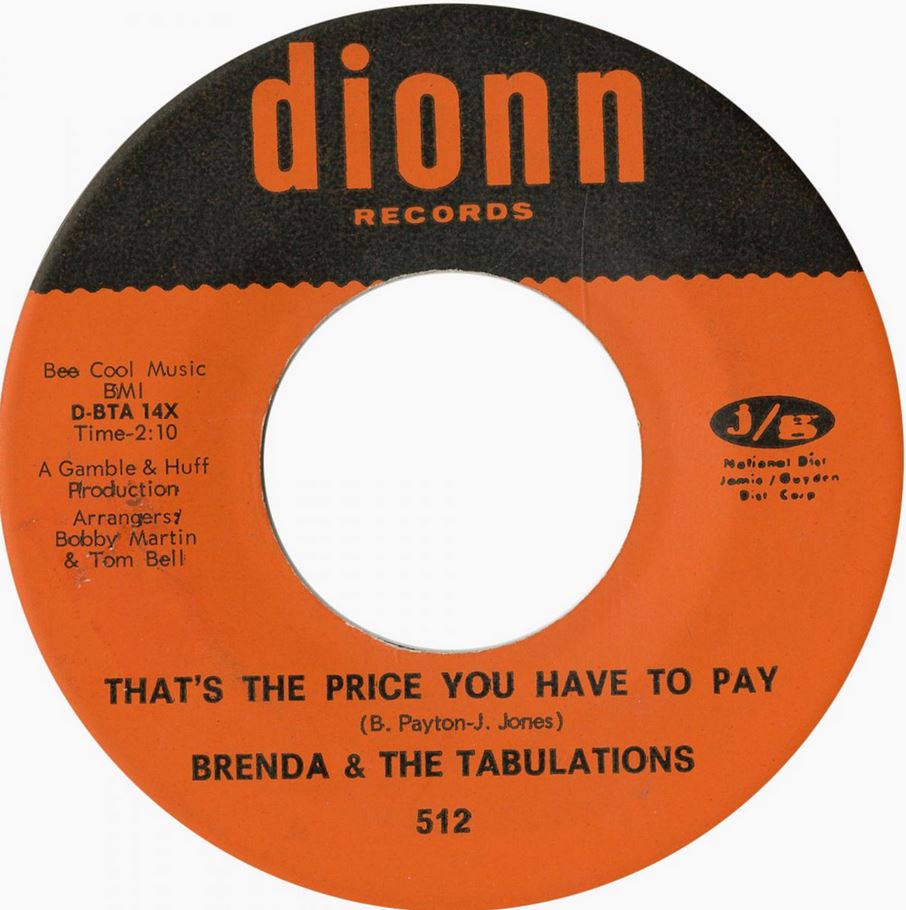 dionn
RECORDS
Bee Cool Music
BMI
D-BTA 14X
Time-2:10
A Gamble & Huff
Production
Arrangers:
Bobby Martin
& Tom Bell
j/g
National Dist
Jamie/Guyden
Dist Corp
THAT'S THE PRICE YOU HAVE TO PAY
(B. Payton-J. Jones)
BRENDA & THE TABULATIONS
512